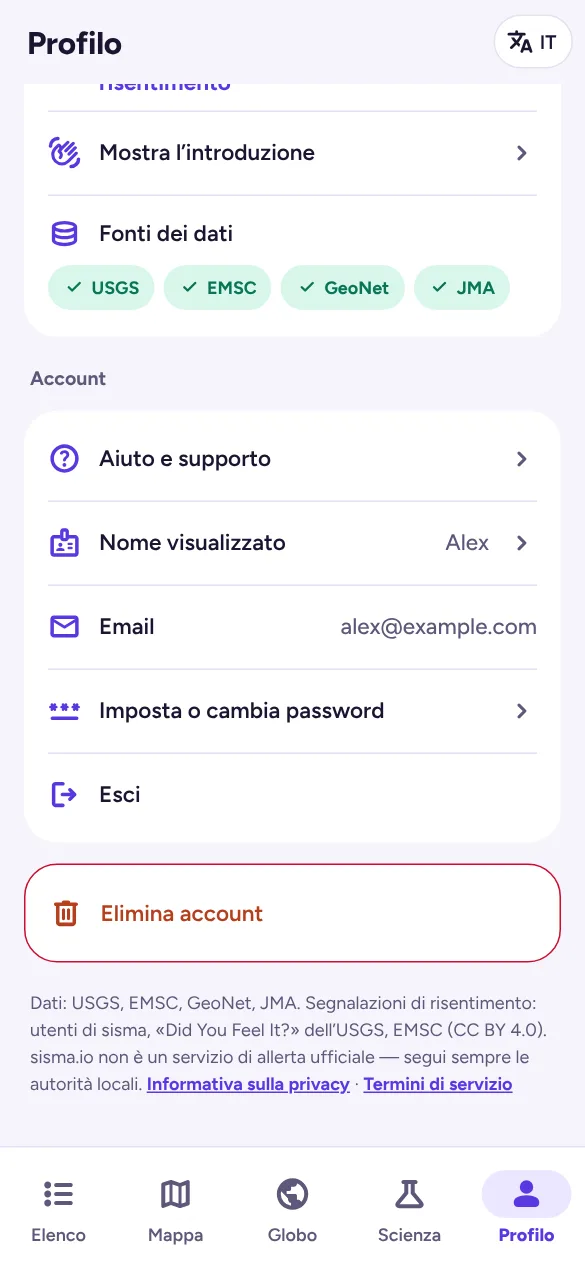 Profilo
IT
risentimento
Mostra l’introduzione
Fonti dei dati
USGS
EMSC
GeoNet
JMA
Account
Aiuto e supporto
Nome visualizzato
Alex
Email
alex@example.com
Imposta o cambia password
Esci
Elimina account
Dati: USGS, EMSC, GeoNet, JMA. Segnalazioni di risentimento:
utenti di sisma, «Did You Feel It?» dell’USGS, EMSC (CC BY 4.0).
sisma.io non è un servizio di allerta ufficiale — segui sempre le
autorità locali. Informativa sulla privacy · Termini di servizio
Elenco
Mappa
Globo
Scienza
Profilo